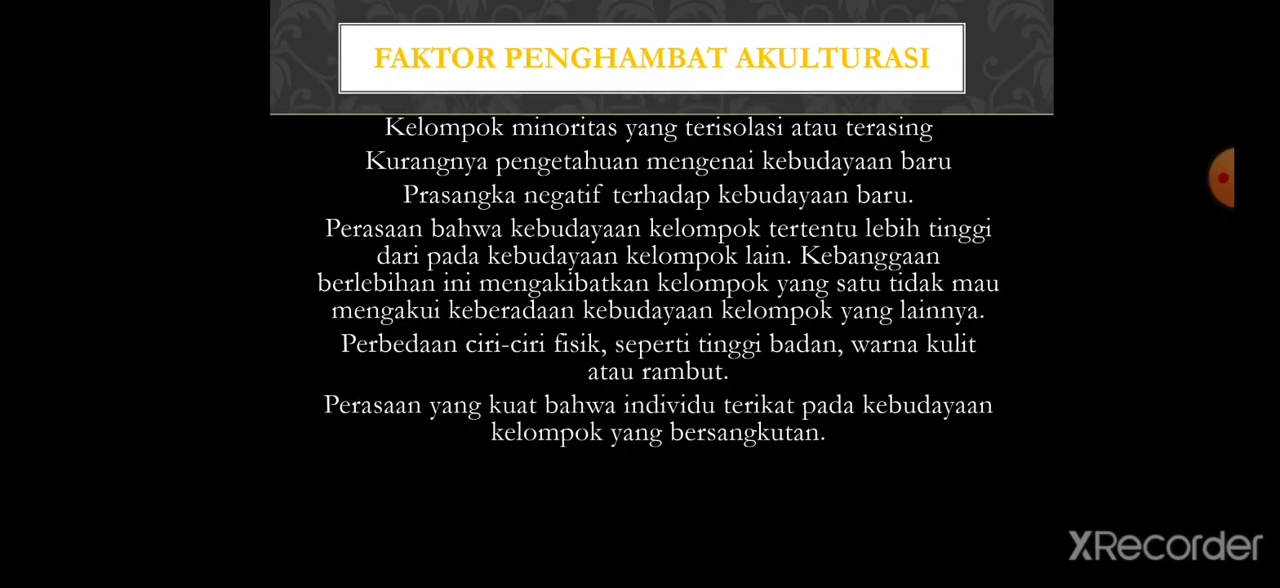 FAKTOR PENGHAMBAT AKULTURASI
Kelompok minoritas yang terisolasi atau terasing
Kurangnya pengetahuan mengenai kebudayaan baru
Prasangka negatif terhadap kebudayaan baru.
Perasaan bahwa kebudayaan kelompok tertentu lebih tinggi
dari pada kebudayaan kelompok lain. Kebanggaan
berlebihan ini mengakibatkan kelompok yang satu tidak mau
mengakui keberadaan kebudayaan kelompok yang lainnya.
Perbedaan ciri-ciri fisik, seperti tinggi badan, warna kulit
atau rambut.
Perasaan yang kuat bahwa individu terikat pada kebudayaan
kelompok yang bersangkutan.
XRecorder